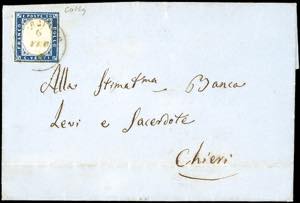 Alla Stimatma Banca
Levi e Sacerdote
Chieri